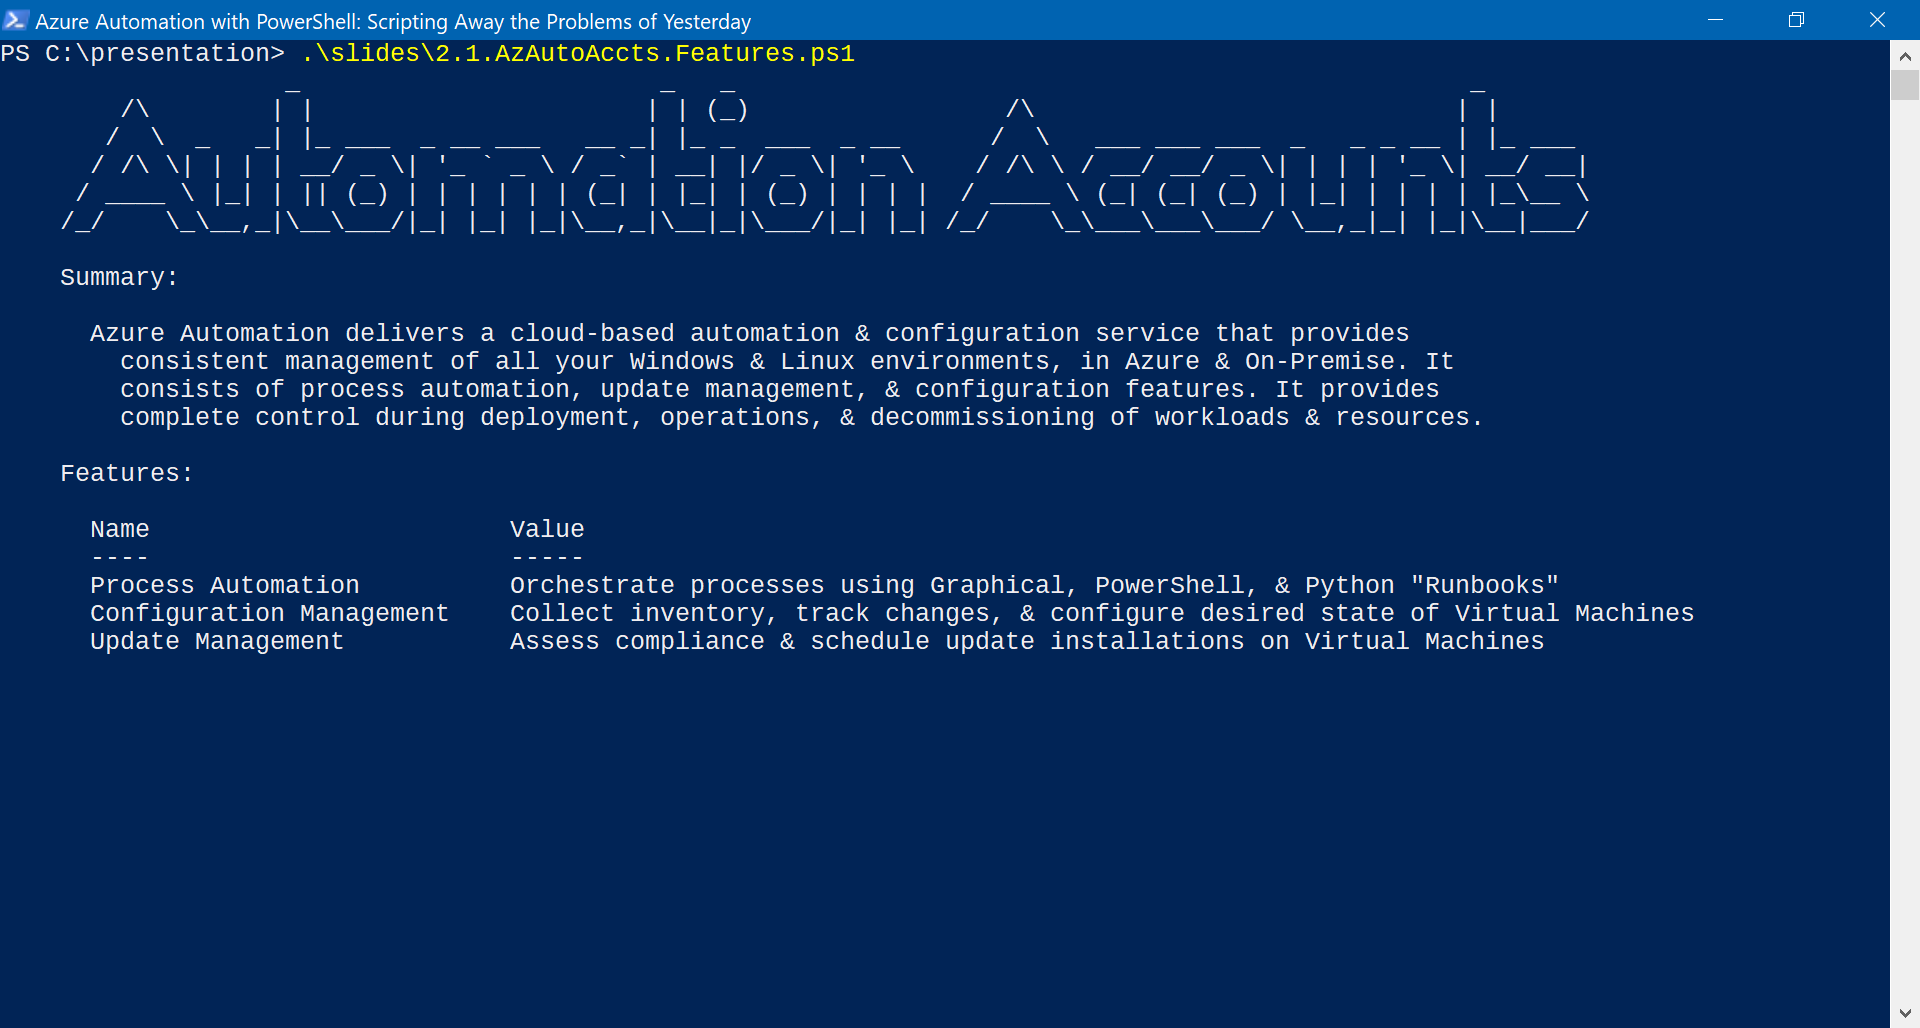 Azure Automation with PowerShell: Scripting Away the Problems of Yesterday
PS C:\presentation> .\slides\2.1.AzAutoAccts.Features.ps1
Automation Accounts
Summary:
Azure Automation delivers a cloud-based automation & configuration service that provides
consistent management of all your Windows & Linux environments, in Azure & On-Premise. It
consists of process automation, update management, & configuration features. It provides
complete control during deployment, operations, & decommissioning of workloads & resources.
Features:
Name Value
---- -----
Process Automation Orchestrate processes using Graphical, PowerShell, & Python "Runbooks"
Configuration Management Collect inventory, track changes, & configure desired state of Virtual Machines
Update Management Assess compliance & schedule update installations on Virtual Machines